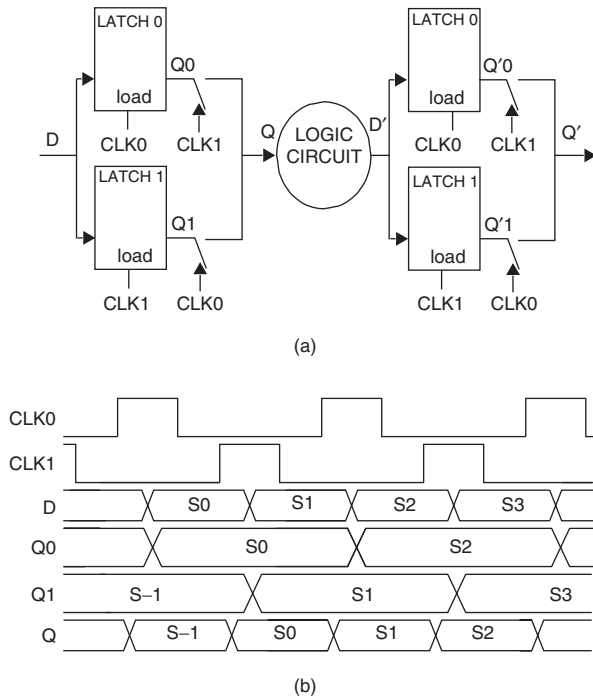 LATCH 0
load
CLK0
Q0
CLK1
D
LATCH 1
load
CLK1
Q1
CLK0
Q
LOGIC
CIRCUIT
D′
LATCH 0
load
CLK0
Q′0
CLK1
Q′
LATCH 1
load
CLK1
Q′1
CLK0
(a)
CLK0
CLK1
D S0 S1 S2 S3
Q0 S0 S2
Q1 S–1 S1 S3
Q S–1 S0 S1 S2
(b)